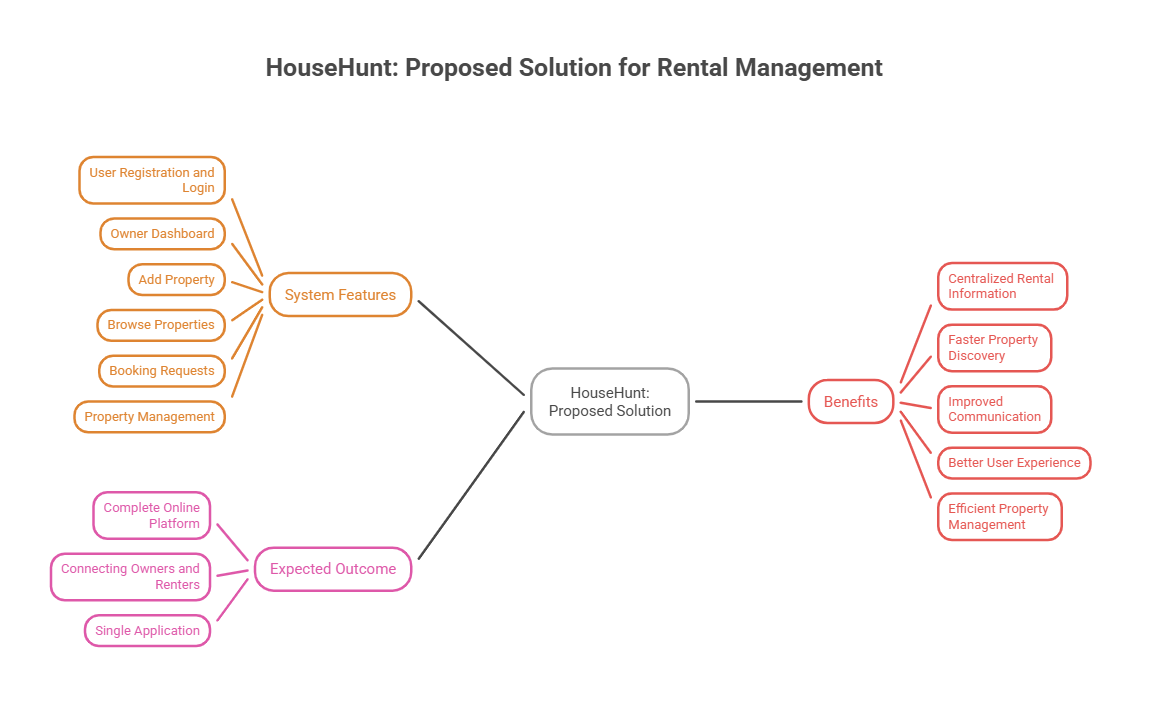 HouseHunt: Proposed Solution for Rental Management
User Registration and
Login
Owner Dashboard
Add Property
Browse Properties
Booking Requests
Property Management
System Features
Complete Online
Platform
Connecting Owners and
Renters
Single Application
Expected Outcome
HouseHunt:
Proposed Solution
Benefits
Centralized Rental
Information
Faster Property
Discovery
Improved
Communication
Better User Experience
Efficient Property
Management